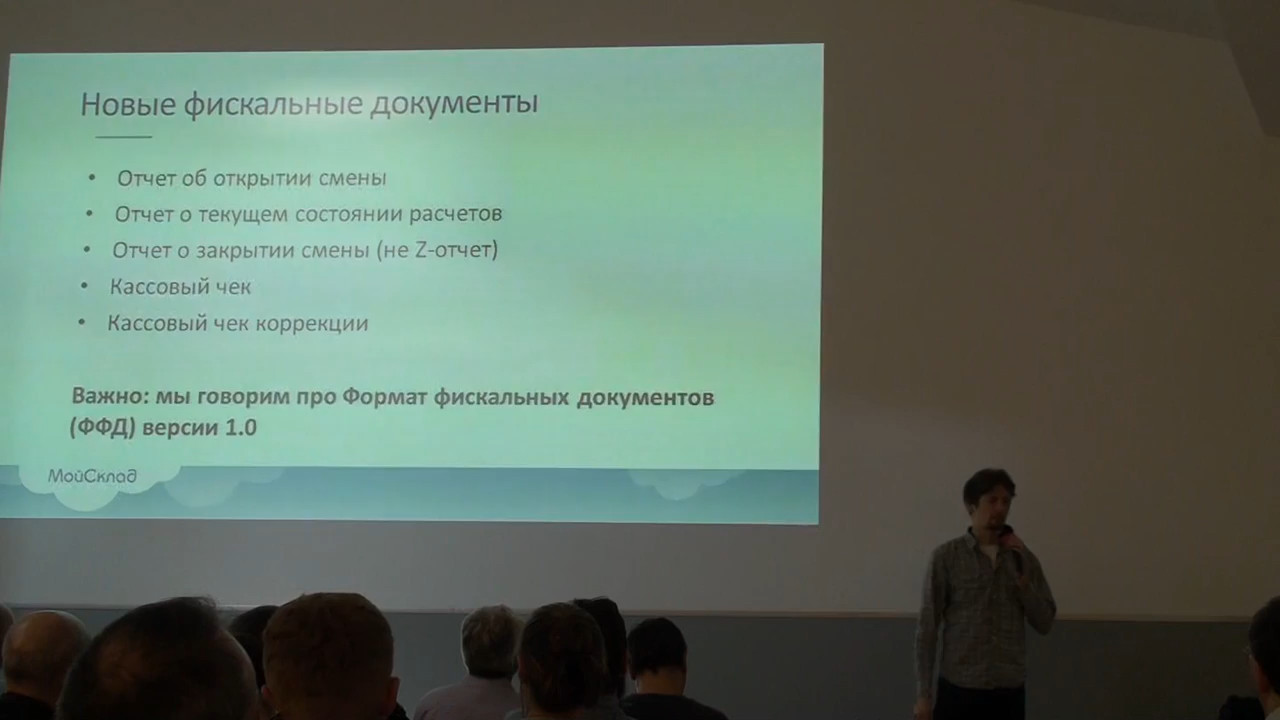 Новые фискальные документы
• Отчет об открытии смены
• Отчет о текущем состоянии расчетов
• Отчет о закрытии смены (не Z-отчет)
• Кассовый чек
• Кассовый чек коррекции
Важно: мы говорим про Формат фискальных документов
(ФФД) версии 1.0
МойСклад